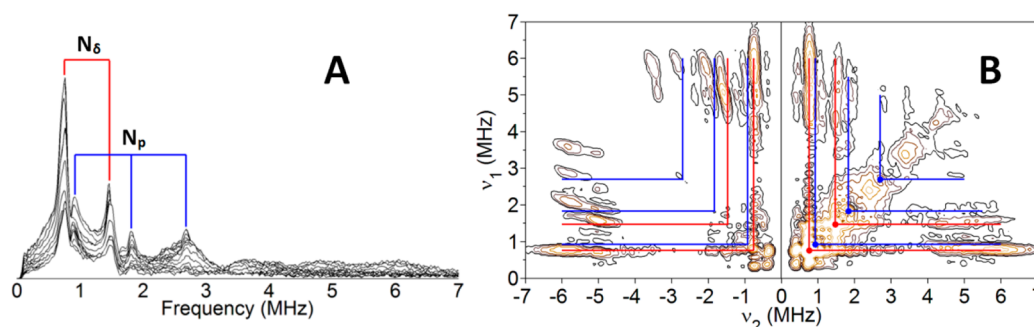 Nδ
A
Np
0 1 2 3 4 5 6 7
Frequency (MHz)
B
7
6
5
4
3
2
1
0
ν1 (MHz)
-7 -6 -5 -4 -3 -2 -1 0 1 2 3 4 5 6 7
ν2 (MHz)